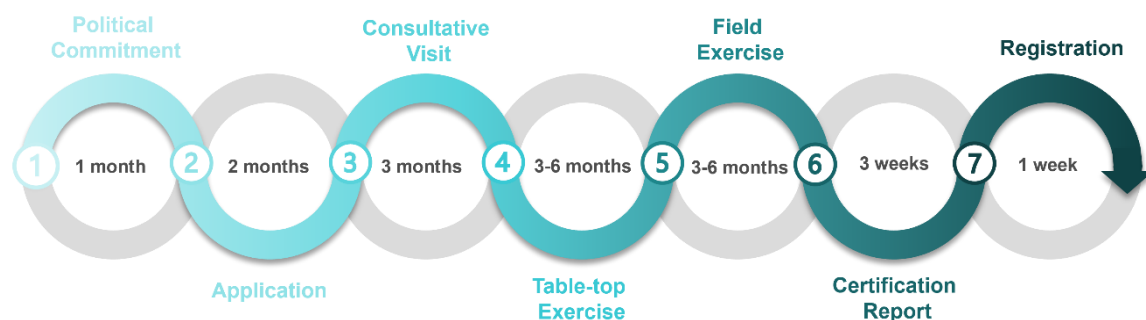 Political
Commitment
Consultative
Visit
Field
Exercise
Registration
1
1 month
2
2 months
3
3 months
4
3-6 months
5
3-6 months
6
3 weeks
7
1 week
Application
Table-top
Exercise
Certification
Report